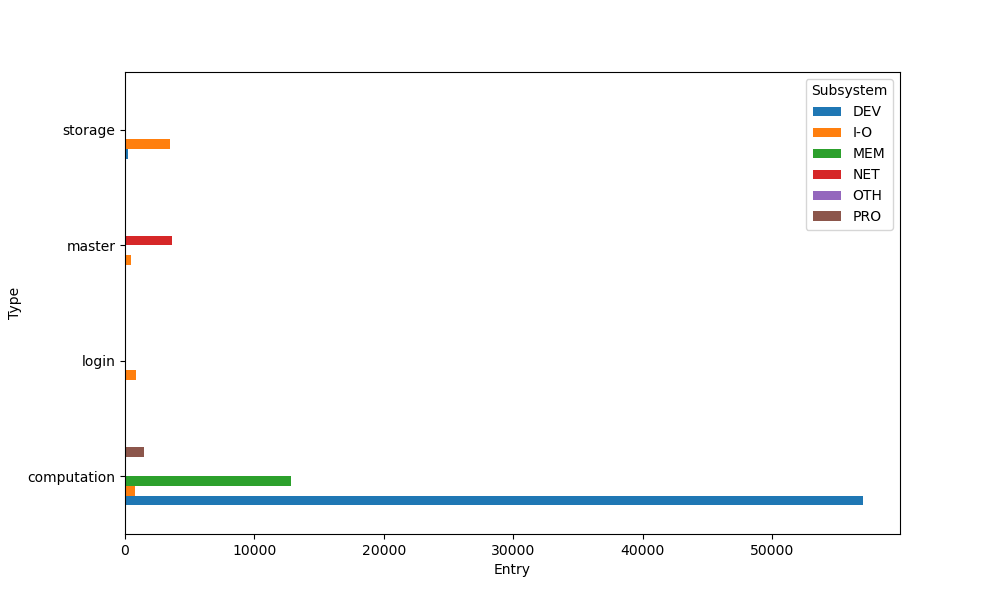 Subsystem
DEV
I-O
MEM
NET
OTH
PRO
storage
master
login
computation
Type
0 10000 20000 30000 40000 50000
Entry